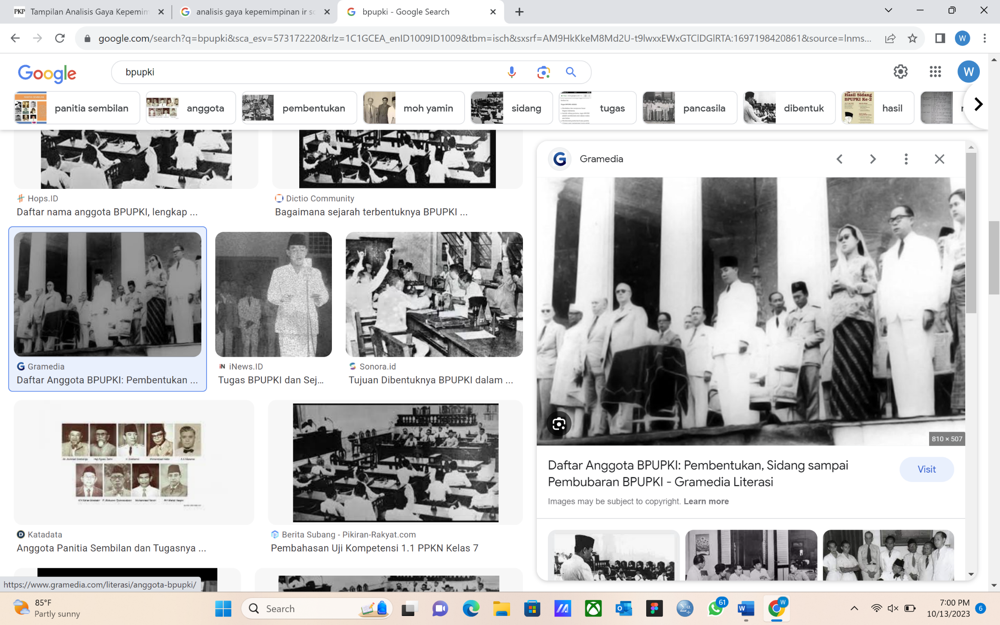 PKP Tampilan Analisis Gaya Kepemim
analisis gaya kepemimpinan ir so
bpupki - Google Search
google.com/search?q=bpupki&sca_esv=573172220&rlz=1C1GCEA_enID1009ID1009&tbm=isch&sxsrf=AM9HkKkeM8Md2U-t9lwxxEWxGTClDGlRTA:1697198420861&source=lnms...
W
Google
bpupki
W
panitia sembilan
anggota
pembentukan
moh yamin
sidang
tugas
pancasila
dibentuk
Hasil Sidang
BPUPKI Ke-2
hasil
Hops.ID
Daftar nama anggota BPUPKI, lengkap ...
Dictio Community
Bagaimana sejarah terbentuknya BPUPKI ...
Gramedia
Daftar Anggota BPUPKI: Pembentukan ...
iNews.ID
Tugas BPUPKI dan Sej...
Sonora.id
Tujuan Dibentuknya BPUPKI dalam ...
Katadata
Anggota Panitia Sembilan dan Tugasnya ...
Berita Subang - Pikiran-Rakyat.com
Pembahasan Uji Kompetensi 1.1 PPKN Kelas 7
Gramedia
810 × 507
Daftar Anggota BPUPKI: Pembentukan, Sidang sampai
Pembubaran BPUPKI - Gramedia Literasi
Visit
Images may be subject to copyright. Learn more
https://www.gramedia.com/literasi/anggota-bpupki/
85°F
Partly sunny
Search
61
W
7:00 PM
10/13/2023
6